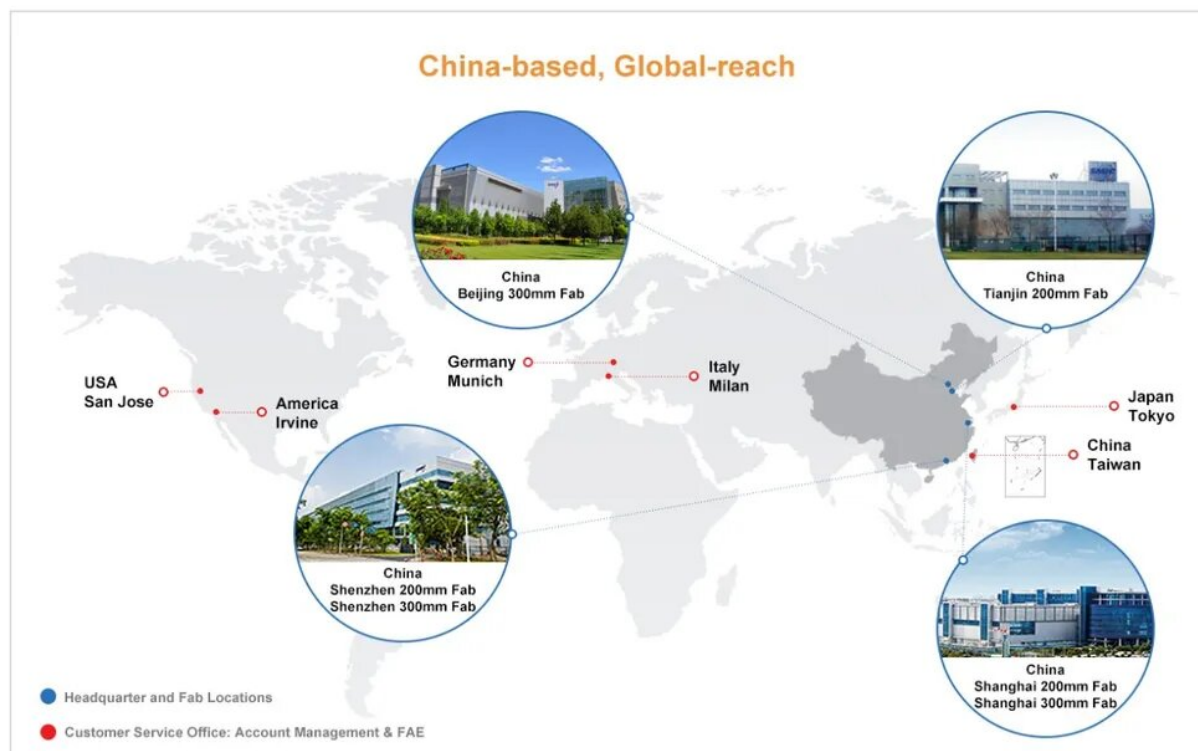 China-based, Global-reach
China
Beijing 300mm Fab
SMIC
China
Tianjin 200mm Fab
USA
San Jose
America
Irvine
Germany
Munich
Italy
Milan
Japan
Tokyo
China
Taiwan
China
Shenzhen 200mm Fab
Shenzhen 300mm Fab
China
Shanghai 200mm Fab
Shanghai 300mm Fab
Headquarter and Fab Locations
Customer Service Office: Account Management & FAE